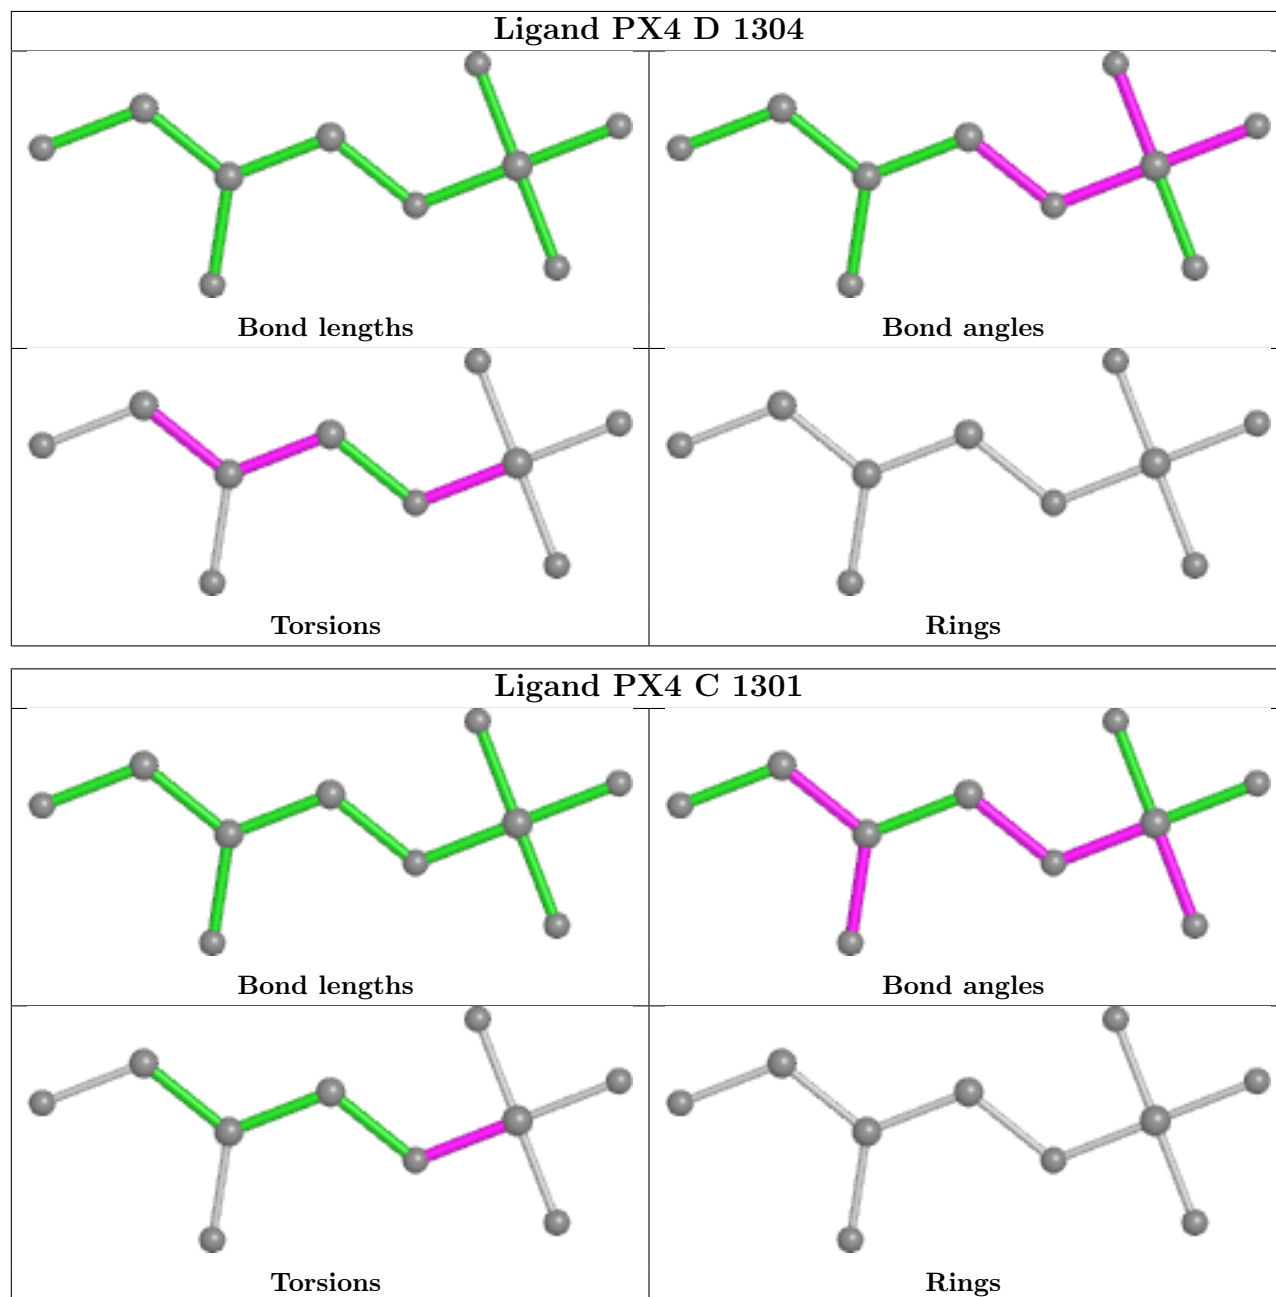 Ligand PX4 D 1304
Bond lengths
Bond angles
Torsions
Rings
Ligand PX4 C 1301
Bond lengths
Bond angles
Torsions
Rings